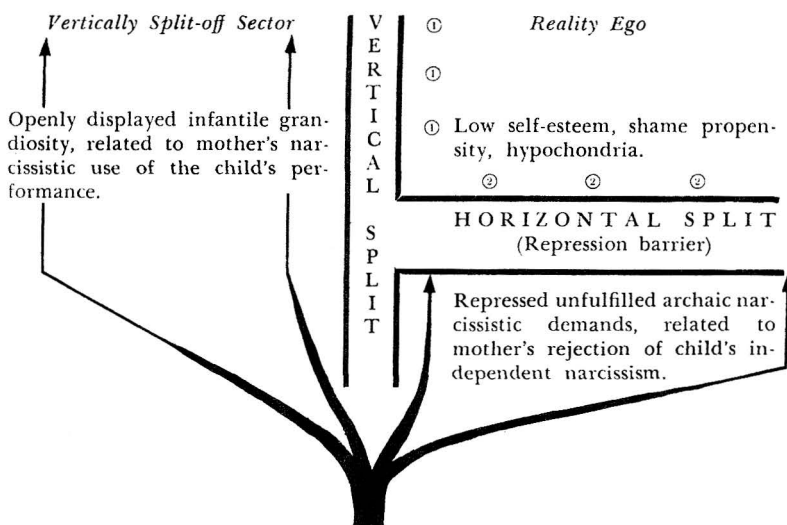 Vertically Split-off Sector
Openly displayed infantile gran-
diosity, related to mother's nar-
cissistic use of the child's per-
formance.
VERTICAL SPLIT
① Reality Ego
①
① Low self-esteem, shame propen-
sity, hypochondria.
② ② ②
HORIZONTAL SPLIT
(Repression barrier)
Repressed unfulfilled archaic nar-
cissistic demands, related to
mother's rejection of child's in-
dependent narcissism.